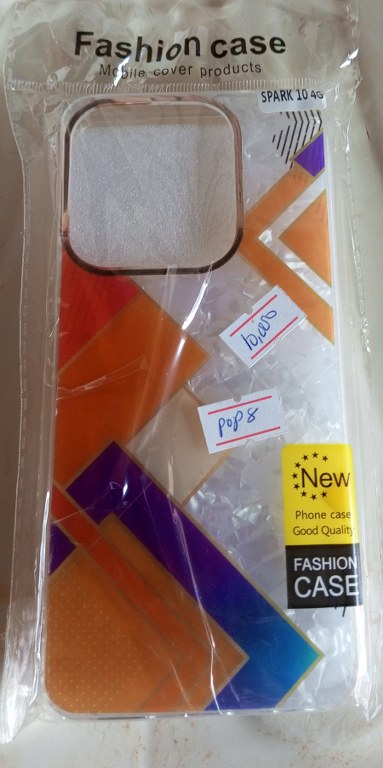 Fashion case
Mobile cover products
SPARK 10 4G
10,000
pop 8
New
Phone case
Good Quality
FASHION
CASE